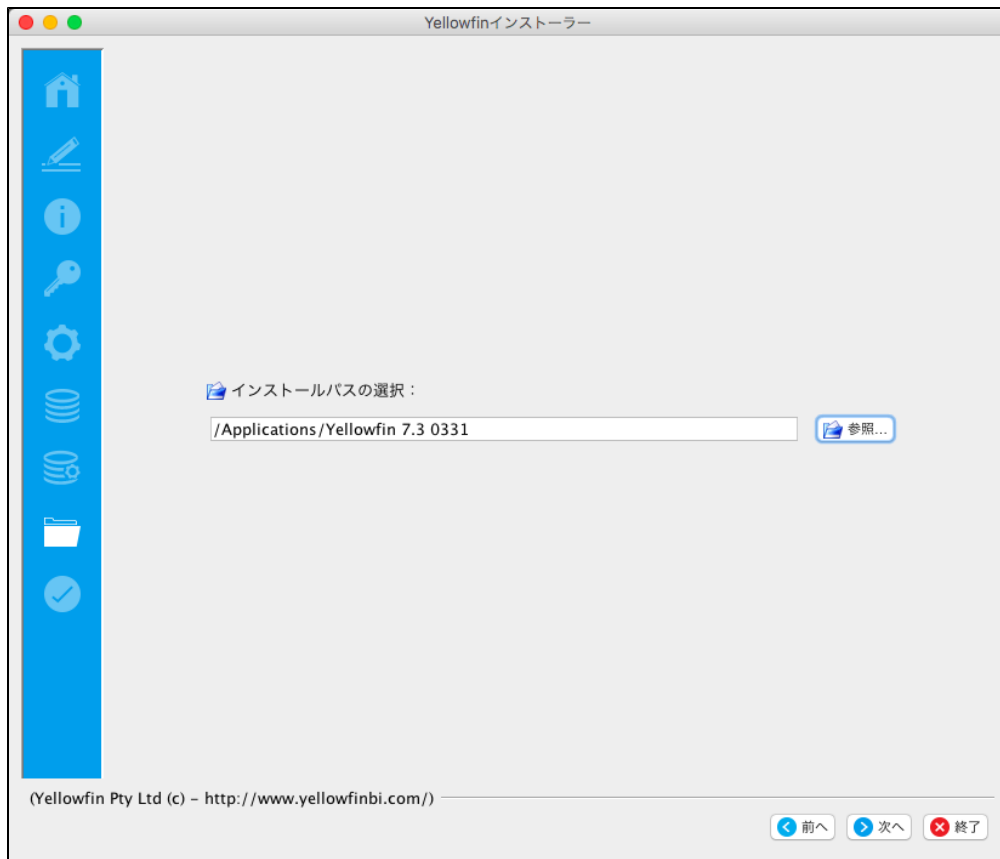 Yellowfinインストーラー
インストールパスの選択：
/Applications/Yellowfin 7.3 0331
参照...
(Yellowfin Pty Ltd (c) – http://www.yellowfinbi.com/)
前へ 次へ 終了